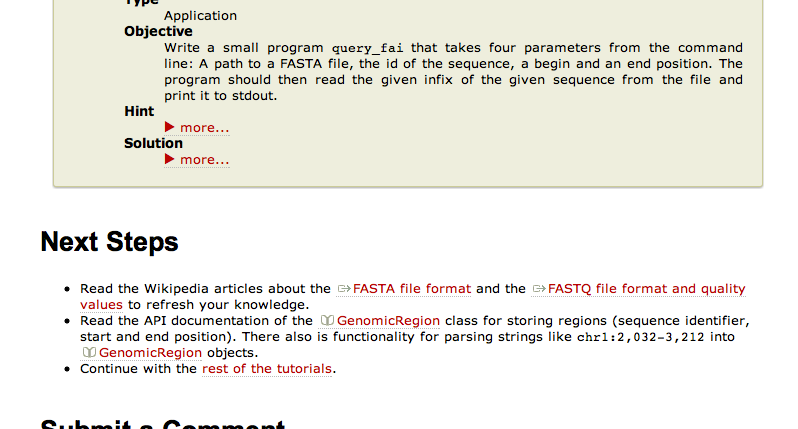 Type
Application
Objective
Write a small program query_fai that takes four parameters from the command
line: A path to a FASTA file, the id of the sequence, a begin and an end position. The
program should then read the given infix of the given sequence from the file and
print it to stdout.
Hint
▶ more...
Solution
▶ more...
Next Steps
• Read the Wikipedia articles about the FASTA file format and the FASTQ file format and quality
values to refresh your knowledge.
• Read the API documentation of the GenomicRegion class for storing regions (sequence identifier,
start and end position). There also is functionality for parsing strings like chr1:2,032-3,212 into
GenomicRegion objects.
• Continue with the rest of the tutorials.
Submit a Comment